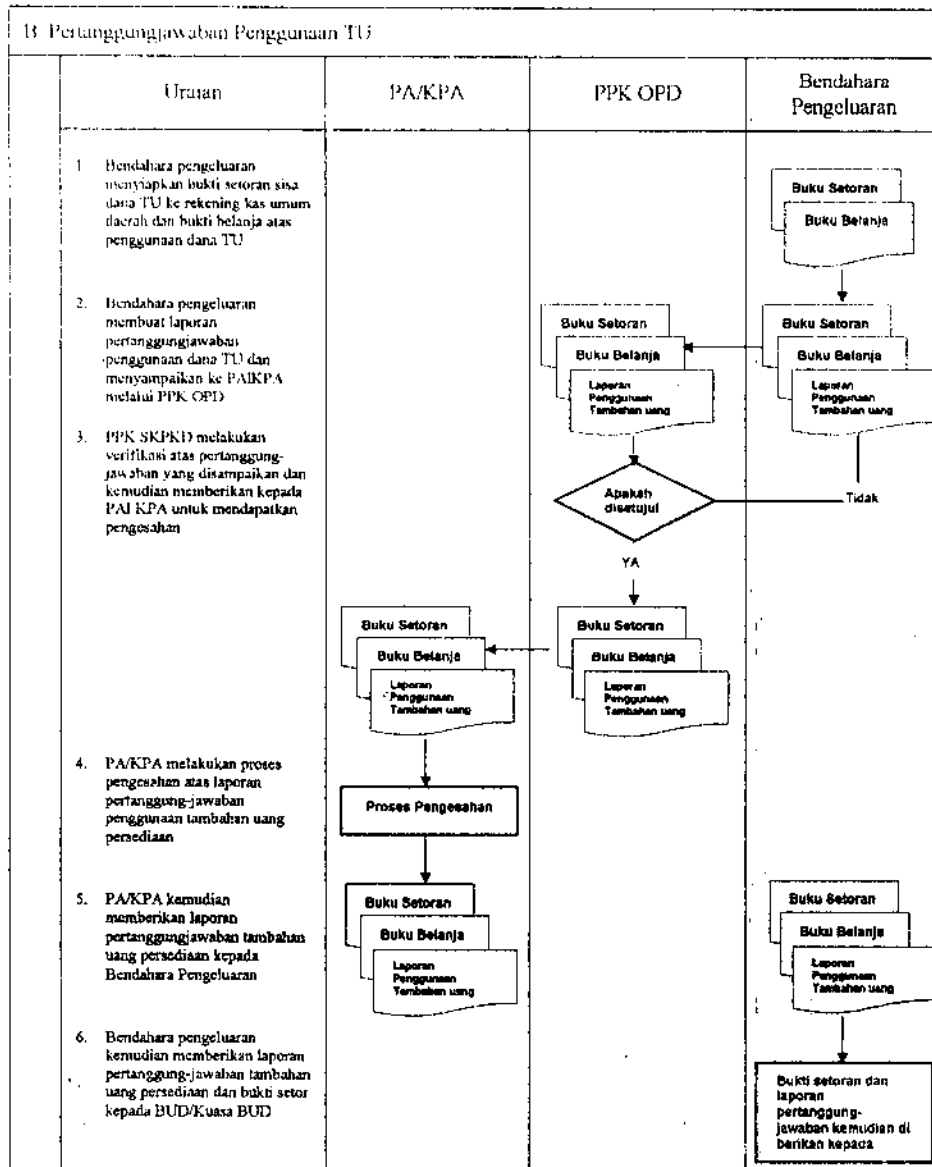 B Pertanggungjawaban Penggunaan TU
Uraian
PA/KPA
PPK OPD
Bendahara
Pengeluaran
1 Bendahara pengeluaran
menyiapkan bukti setoran sisa
dana TU ke rekening kas umum
daerah dan bukti belanja atas
penggunaan dana TU
Buku Setoran
Buku Belanja
2. Bendahara pengeluaran
membuat laporan
pertanggungjawaban
penggunaan dana TU dan
menyampaikan ke PAIKPA
melalui PPK OPD
Buku Setoran
Buku Belanja
Laporan
Penggunaan
Tambahan uang
Buku Setoran
Buku Belanja
Laporan
Penggunaan
Tambahan uang
3. PPK SKPKD melakukan
verifikasi atas pertanggung-
jawaban yang disampaikan dan
kemudian memberikan kepada
PAI KPA untuk mendapatkan
pengesahan
Apakah
disetujui
Tidak
YA
Buku Setoran
Buku Belanja
Laporan
Penggunaan
Tambahan uang
Buku Setoran
Buku Belanja
Laporan
Penggunaan
Tambahan uang
4. PA/KPA melakukan proses
pengesahan atas laporan
pertanggung-jawaban
penggunaan tambahan uang
persediaan
Proses Pengesahan
5. PA/KPA kemudian
memberikan laporan
pertanggungjawaban tambahan
uang persediaan kepada
Bendahara Pengeluaran
Buku Setoran
Buku Belanja
Laporan
Penggunaan
Tambahan uang
Buku Setoran
Buku Belanja
Laporan
Penggunaan
Tambahan uang
6. Bendahara pengeluaran
kemudian memberikan laporan
pertanggung-jawaban tambahan
uang persediaan dan bukti setor
kepada BUD/Kuasa BUD
Bukti setoran dan
laporan
pertanggung-
jawaban kemudian di
berikan kepada